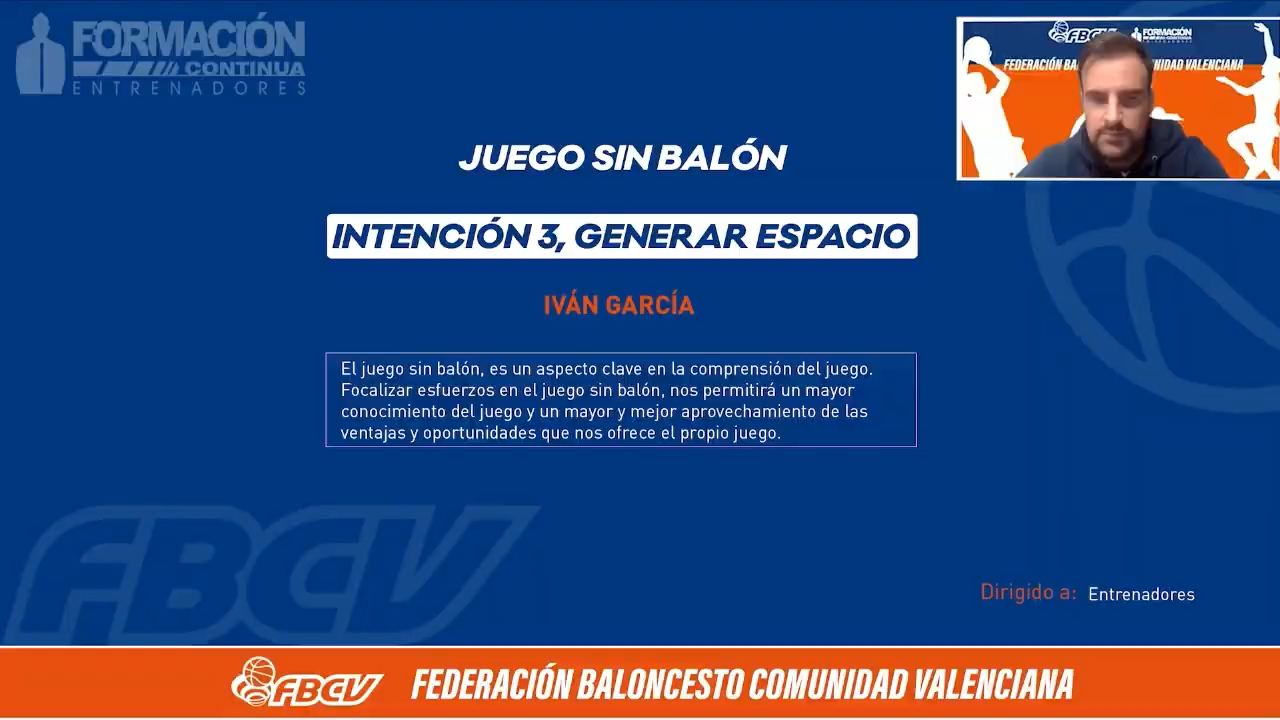 FORMACIÓN
CONTINUA
ENTRENADORES
FBCV
FORMACIÓN
CONTINUA
FEDERACIÓN BA
NIDAD VALENCIANA
JUEGO SIN BALÓN
INTENCIÓN 3, GENERAR ESPACIO
IVÁN GARCÍA
El juego sin balón, es un aspecto clave en la comprensión del juego.
Focalizar esfuerzos en el juego sin balón, nos permitirá un mayor
conocimiento del juego y un mayor y mejor aprovechamiento de las
ventajas y oportunidades que nos ofrece el propio juego.
FBCV
Dirigido a: Entrenadores
FBCV FEDERACIÓN BALONCESTO COMUNIDAD VALENCIANA